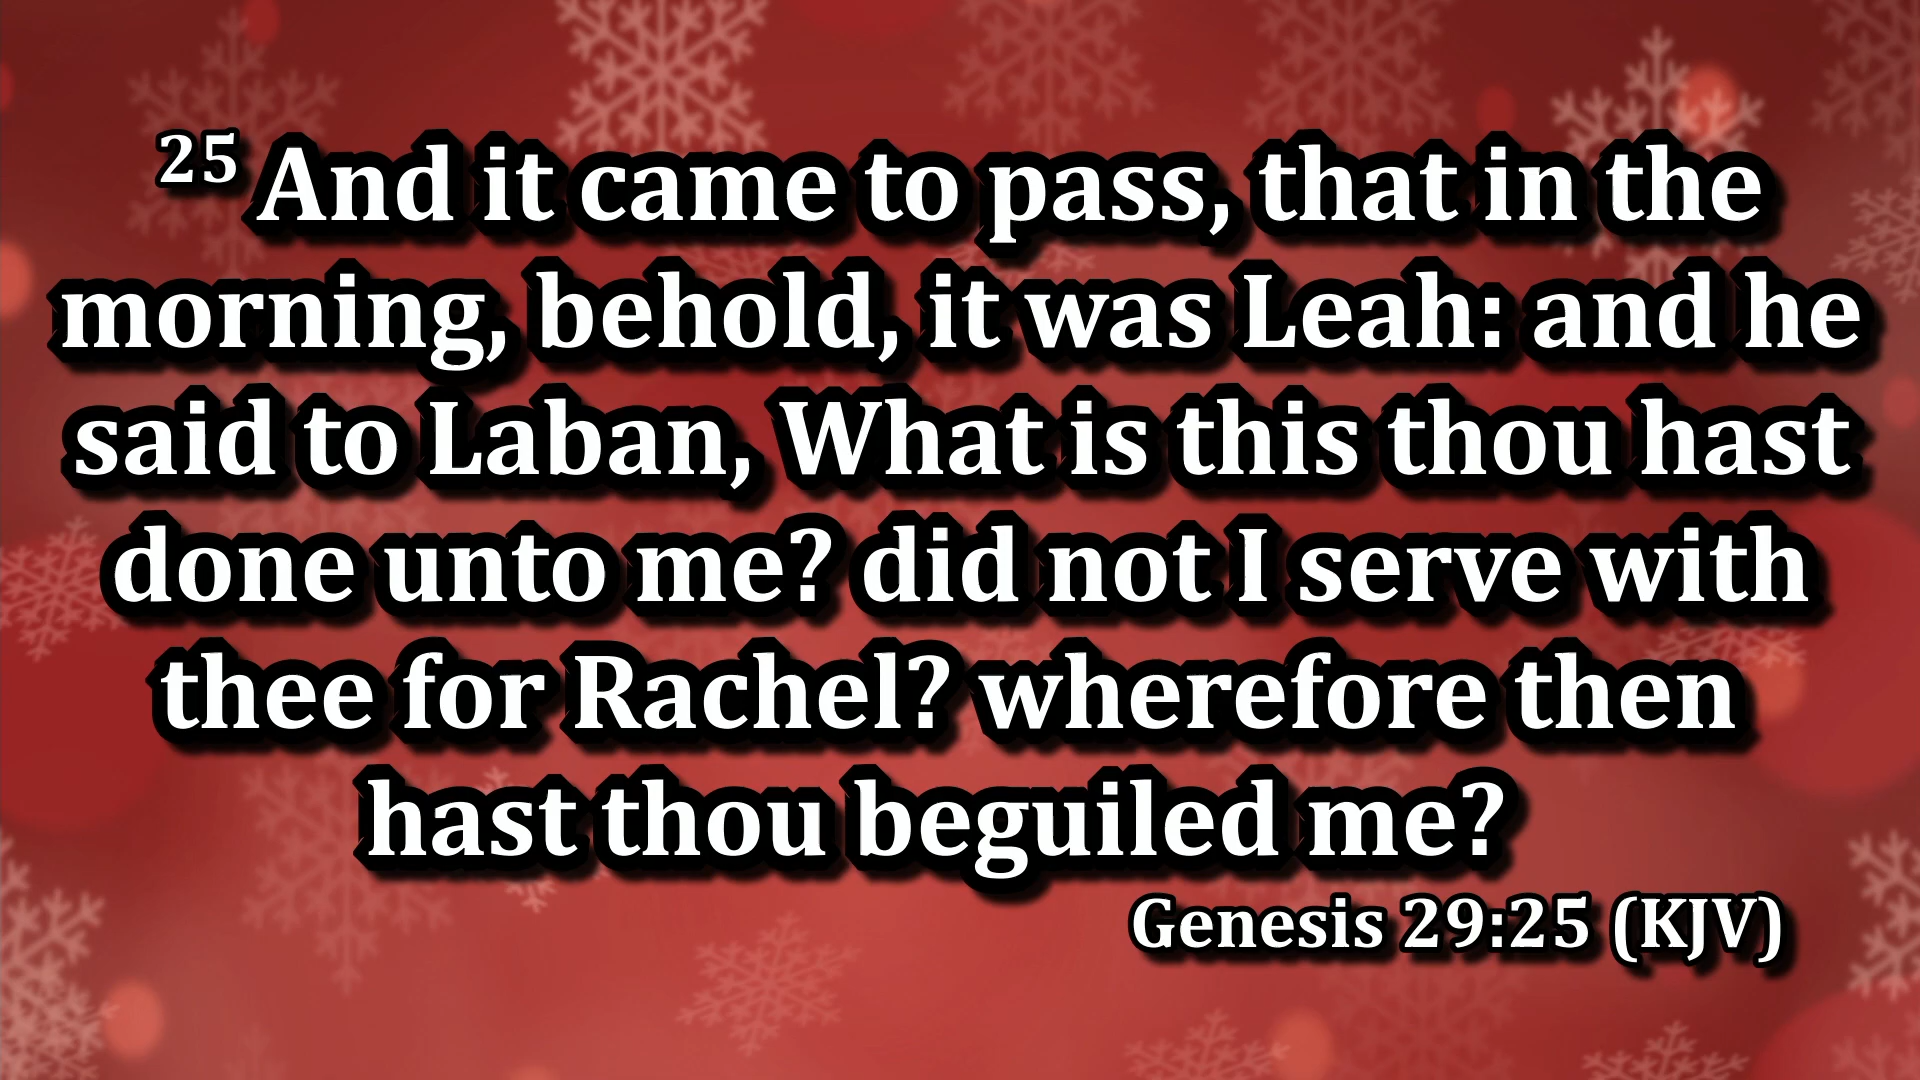 25 And it came to pass, that in the
morning, behold, it was Leah: and he
said to Laban, What is this thou hast
done unto me? did not I serve with
thee for Rachel? wherefore then
hast thou beguiled me?
Genesis 29:25 (KJV)